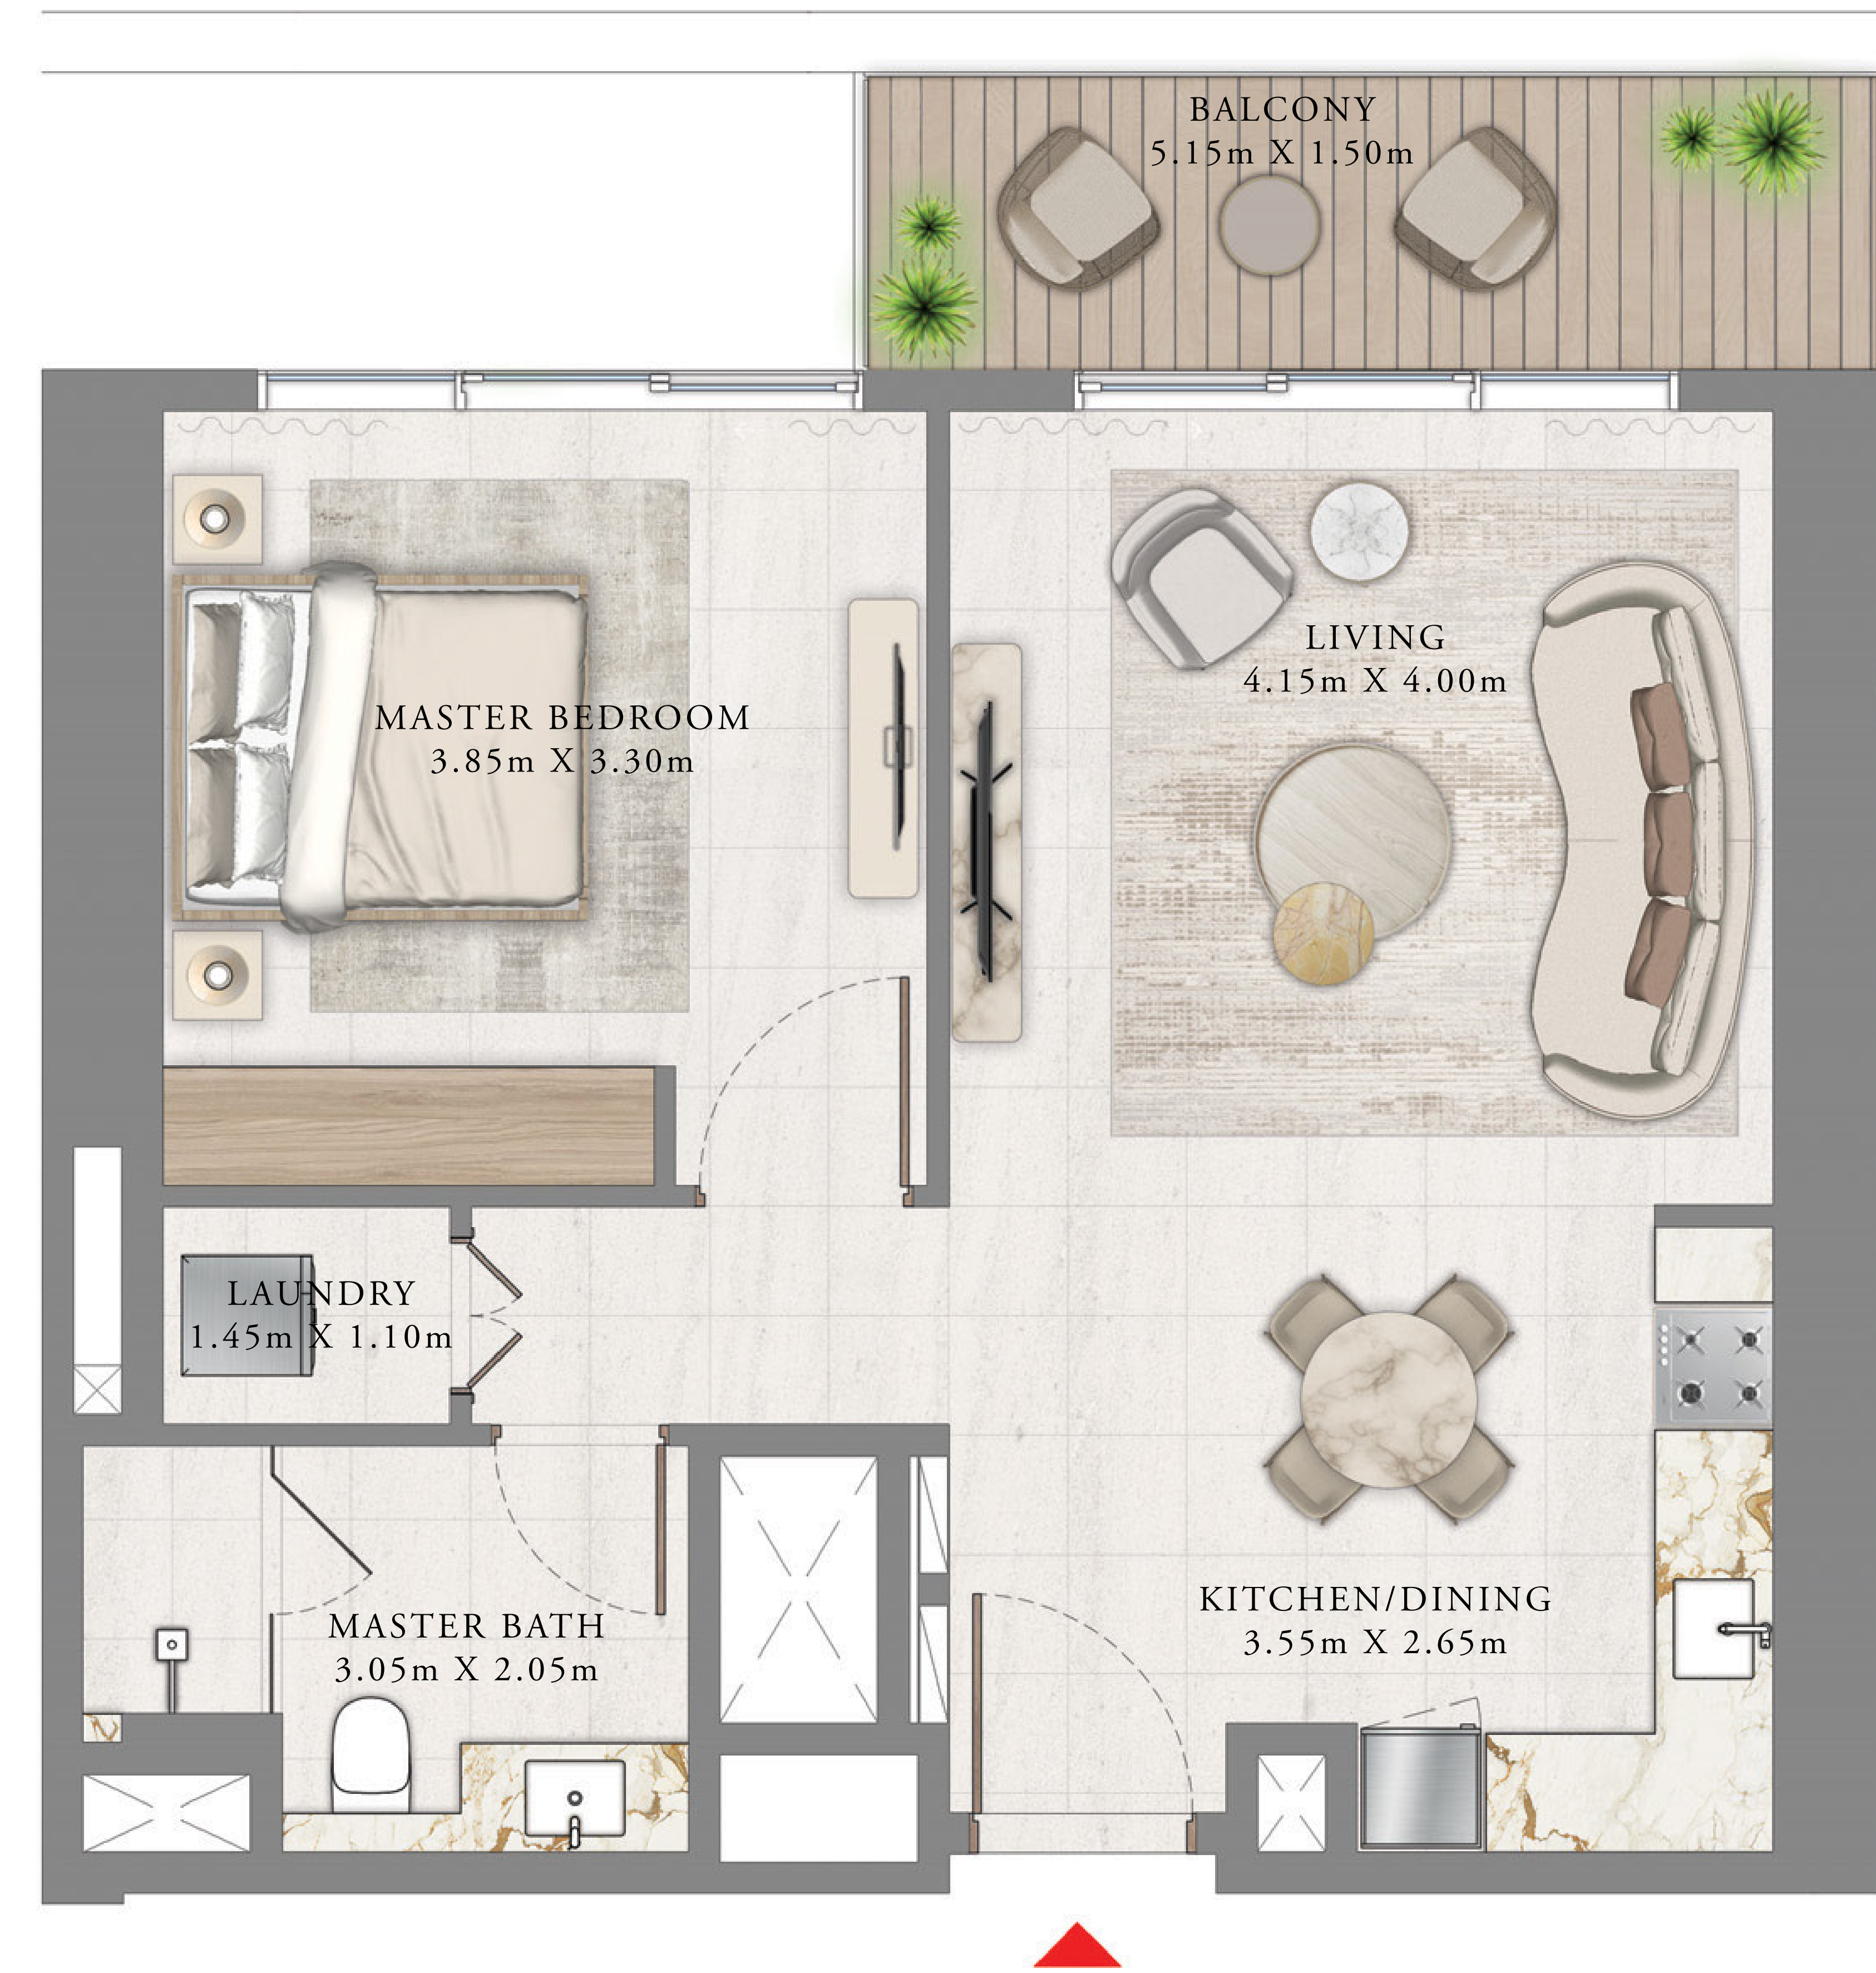 BALCONY
5.15m X 1.50m
LIVING
4.15m X 4.00m
MASTER BEDROOM
3.85m X 3.30m
LAUNDRY
1.45m X 1.10m
KITCHEN/DINING
3.55m X 2.65m
MASTER BATH
3.05m X 2.05m